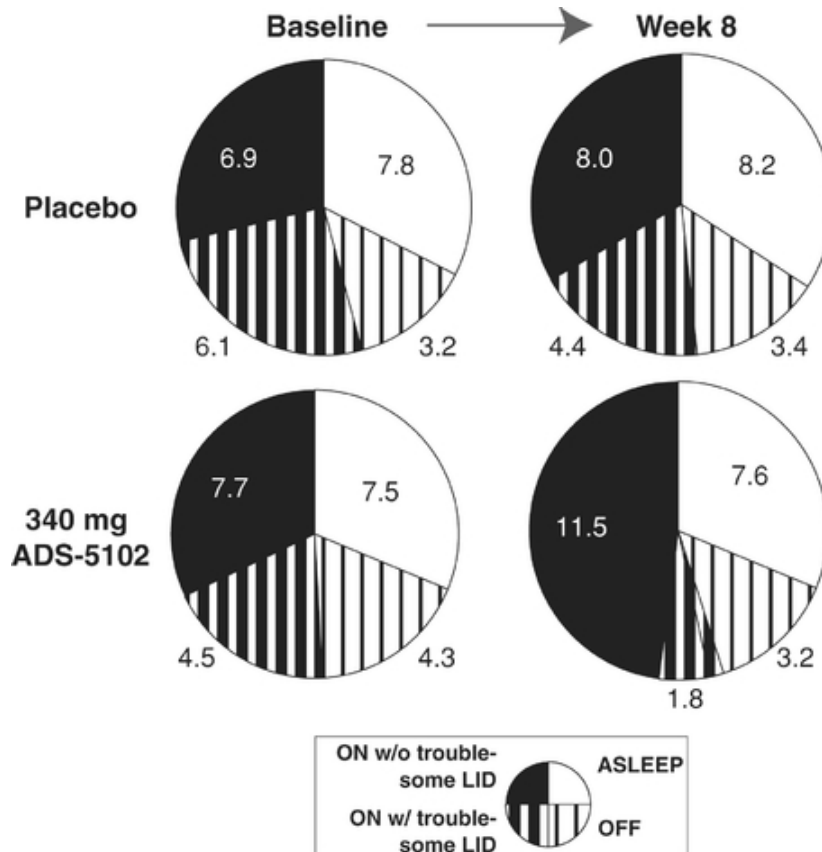 Baseline
Week 8
Placebo
6.9
7.8
6.1
3.2
8.0
8.2
4.4
3.4
340 mg
ADS-5102
7.7
7.5
4.5
4.3
11.5
7.6
1.8
3.2
ON w/o trouble-
some LID
ASLEEP
ON w/ trouble-
some LID
OFF